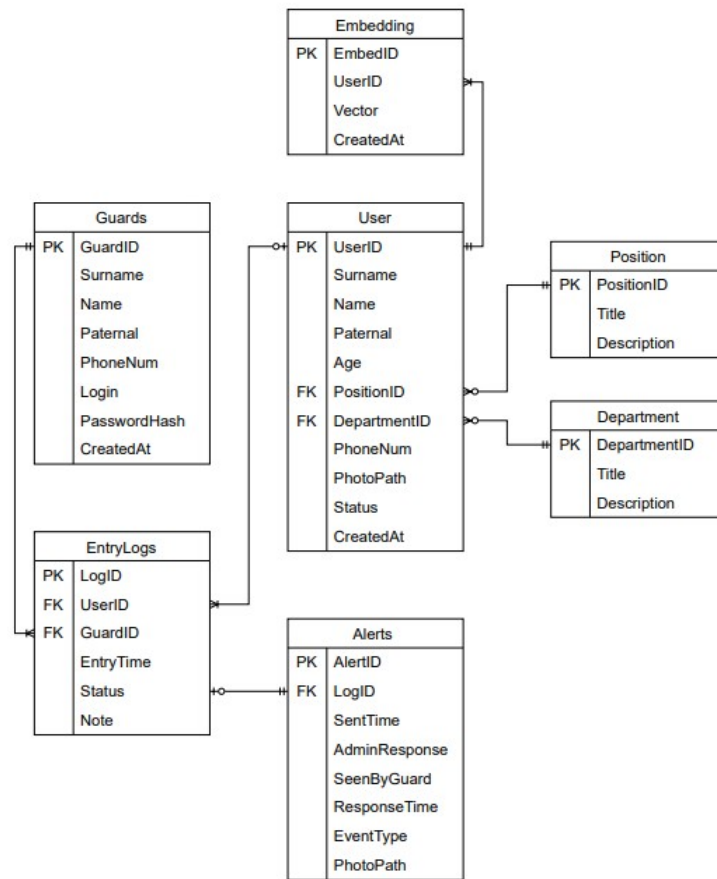 Embedding
PK EmbedID
UserID
Vector
CreatedAt
Guards
PK GuardID
Surname
Name
Paternal
PhoneNum
Login
PasswordHash
CreatedAt
User
PK UserID
Surname
Name
Paternal
Age
FK PositionID
FK DepartmentID
PhoneNum
PhotoPath
Status
CreatedAt
Position
PK PositionID
Title
Description
Department
PK DepartmentID
Title
Description
EntryLogs
PK LogID
FK UserID
FK GuardID
EntryTime
Status
Note
Alerts
PK AlertID
FK LogID
SentTime
AdminResponse
SeenByGuard
ResponseTime
EventType
PhotoPath